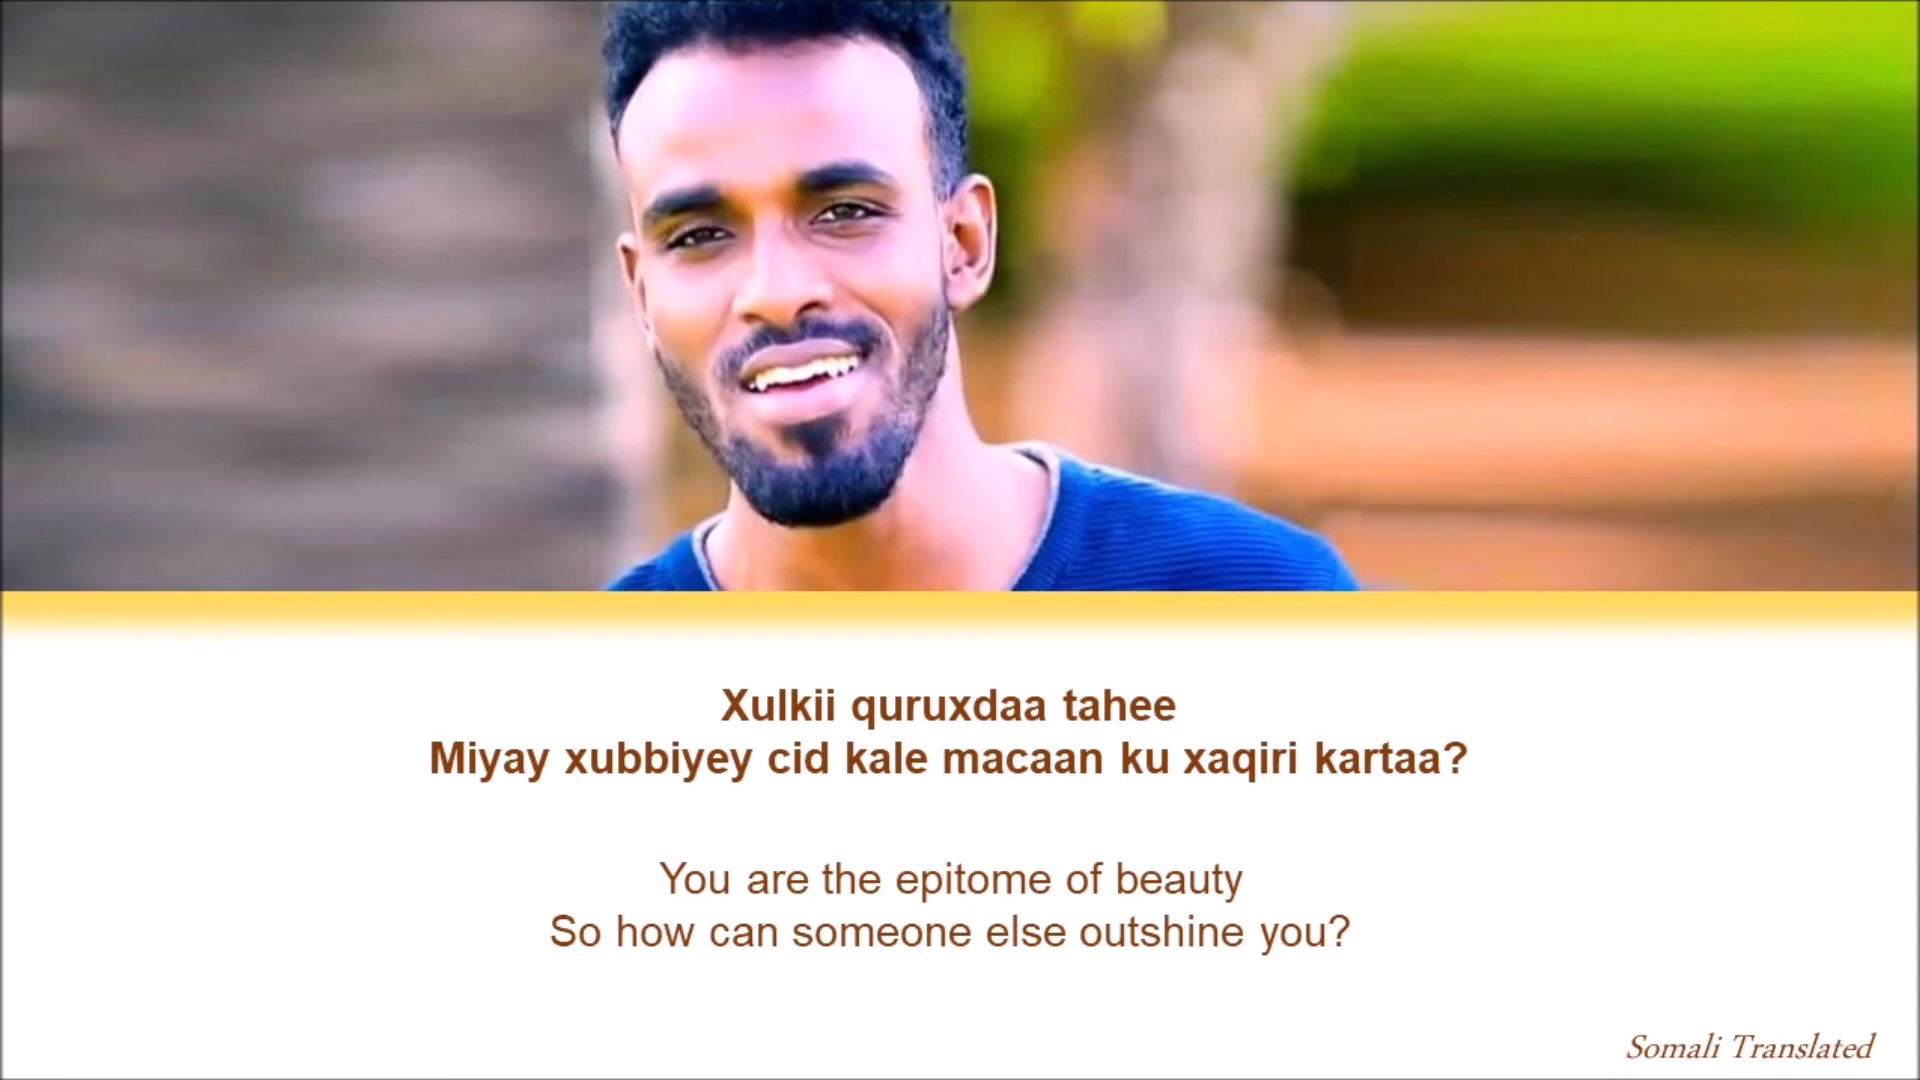 Xulkii quruxdaa tahee
Miyay xubbiyey cid kale macaan ku xaqiri kartaa?
You are the epitome of beauty
So how can someone else outshine you?
Somali Translated